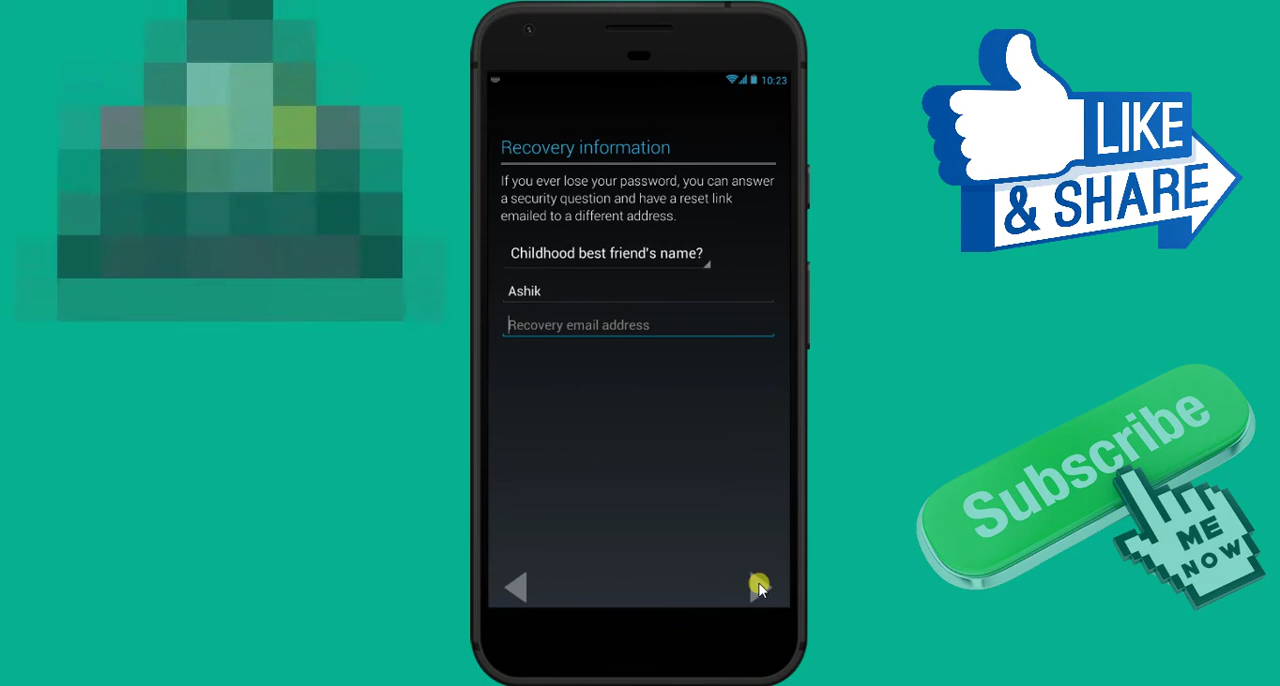 10:23
Recovery information
If you ever lose your password, you can answer
a security question and have a reset link
emailed to a different address.
Childhood best friend's name?
Ashik
Recovery email address
LIKE
& SHARE
Subscribe
ME
NOW